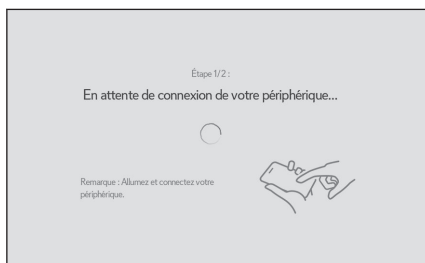 Étape 1/2 :
En attente de connexion de votre périphérique...
Remarque : Allumez et connectez votre
périphérique.